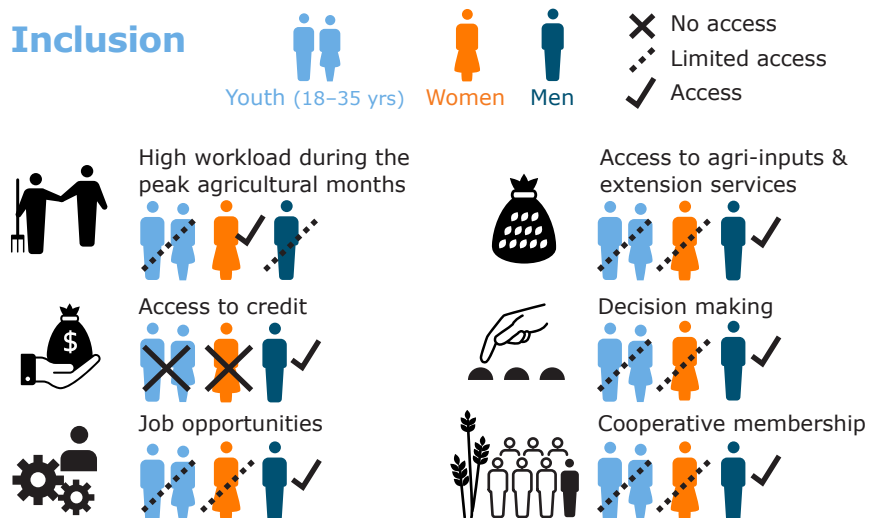 Inclusion
Youth (18–35 yrs)
Women
Men
No access
Limited access
Access
High workload during the
peak agricultural months
Access to agri-inputs &
extension services
Access to credit
$
Decision making
Job opportunities
Cooperative membership